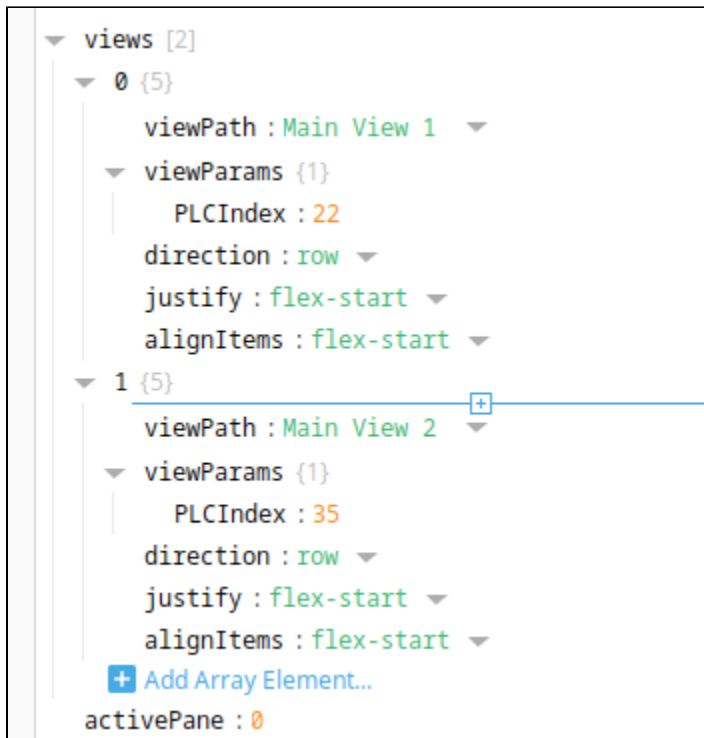 views [2]
0 {5}
viewPath : Main View 1
viewParams {1}
PLCIndex : 22
direction : row
justify : flex-start
alignItems : flex-start
1 {5}
viewPath : Main View 2
viewParams {1}
PLCIndex : 35
direction : row
justify : flex-start
alignItems : flex-start
Add Array Element...
activePane : 0